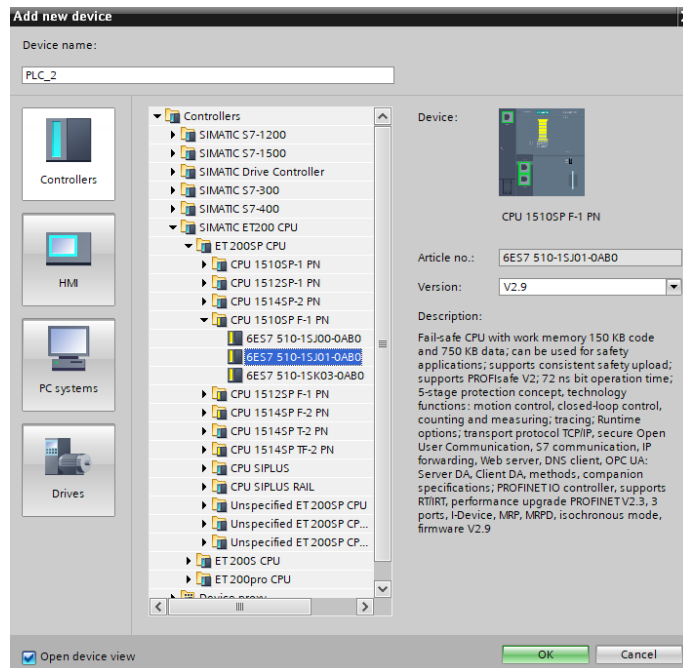 Add new device
Device name:
PLC_2
Controllers
HMI
PC systems
Drives
Controllers
SIMATIC S7-1200
SIMATIC S7-1500
SIMATIC Drive Controller
SIMATIC S7-300
SIMATIC S7-400
SIMATIC ET200 CPU
ET 200SP CPU
CPU 1510SP-1 PN
CPU 1512SP-1 PN
CPU 1514SP-2 PN
CPU 1510SP F-1 PN
6ES7 510-1SJ00-0AB0
6ES7 510-1SJ01-0AB0
6ES7 510-1SK03-0AB0
CPU 1512SP F-1 PN
CPU 1514SP F-2 PN
CPU 1514SP T-2 PN
CPU 1514SP TF-2 PN
CPU SIPLUS
CPU SIPLUS RAIL
Unspecified ET 200SP CPU
Unspecified ET 200SP CP...
Unspecified ET 200SP CP...
ET 200S CPU
ET 200pro CPU
Device proxy
Device:
CPU 1510SP F-1 PN
Article no.:
6ES7 510-1SJ01-0AB0
Version:
V2.9
Description:
Fail-safe CPU with work memory 150 KB code
and 750 KB data; can be used for safety
applications; supports consistent safety upload;
supports PROFIsafe V2; 72 ns bit operation time;
5-stage protection concept, technology
functions: motion control, closed-loop control,
counting and measuring; tracing; Runtime
options; transport protocol TCP/IP, secure Open
User Communication, S7 communication, IP
forwarding, Web server, DNS client, OPC UA:
Server DA, Client DA, methods, companion
specifications; PROFINET IO controller, supports
RT/IRT, performance upgrade PROFINET V2.3, 3
ports, I-Device, MRP, MRPD, isochronous mode,
firmware V2.9
Open device view
OK
Cancel